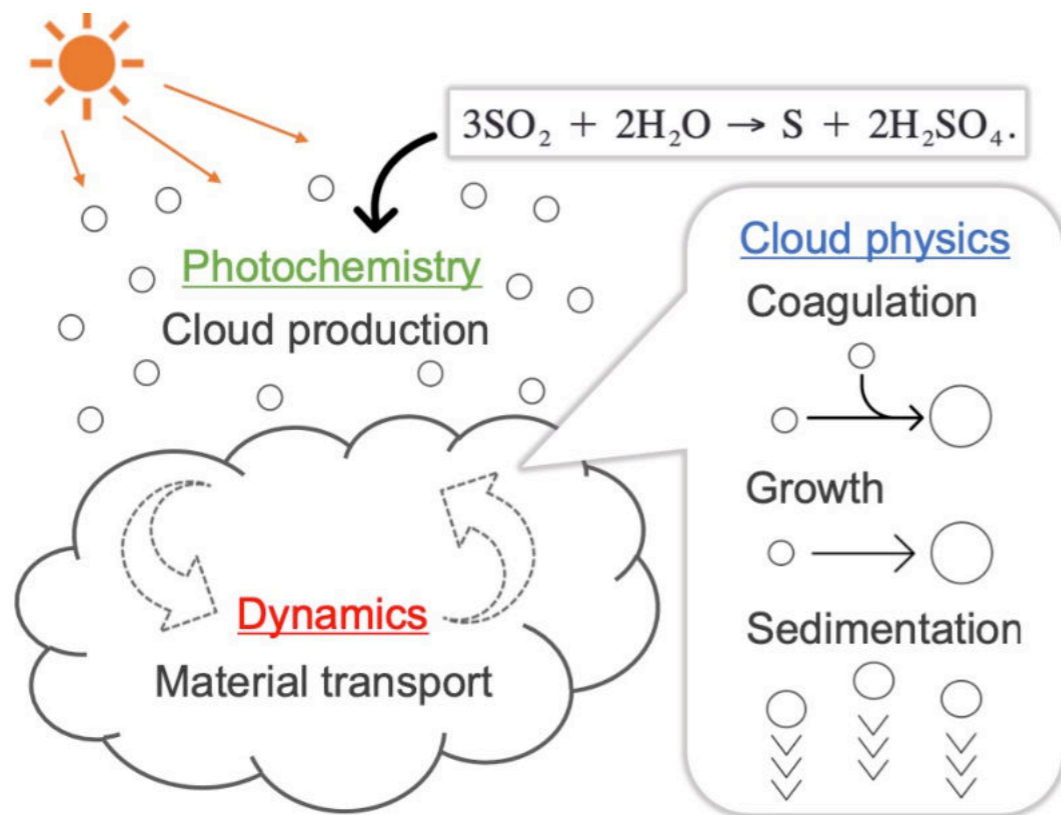 3SO₂ + 2H₂O → S + 2H₂SO₄.
Photochemistry
Cloud production
Dynamics
Material transport
Cloud physics
Coagulation
Growth
Sedimentation